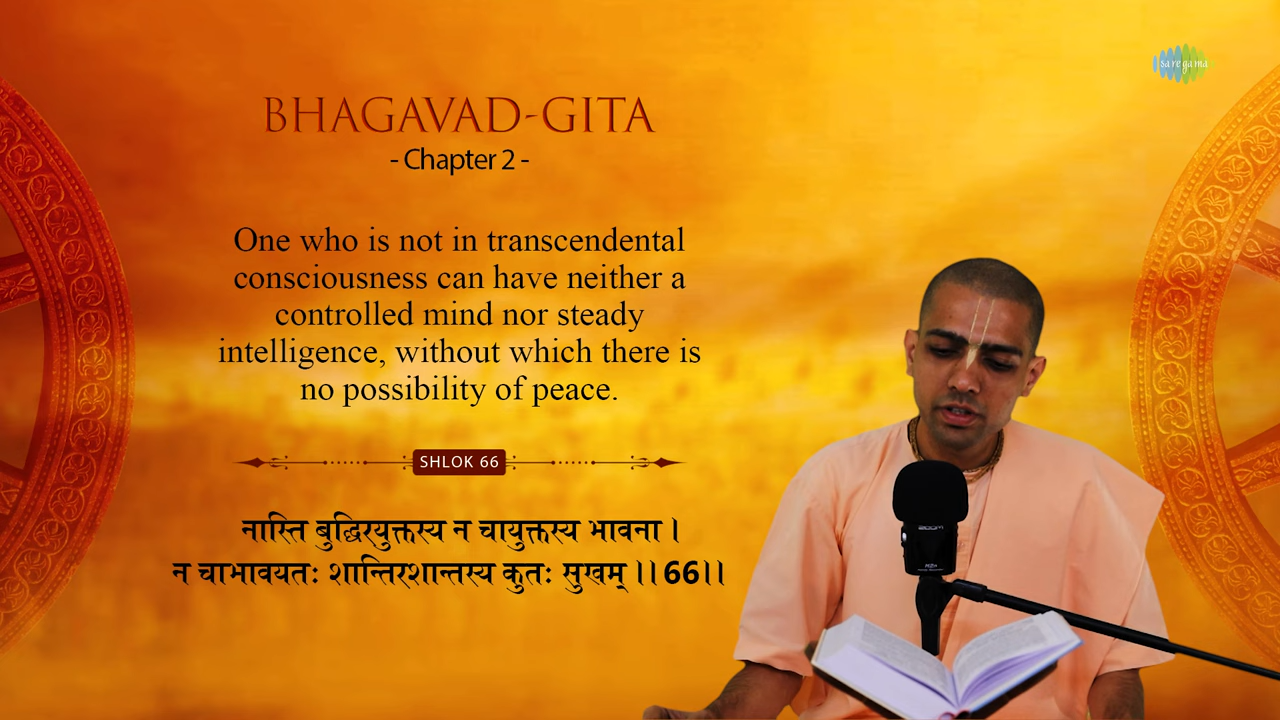 saregama
BHAGAVAD-GITA
- Chapter 2 -
One who is not in transcendental
consciousness can have neither a
controlled mind nor steady
intelligence, without which there is
no possibility of peace.
SHLOK 66
नास्ति बुद्धिरयुक्तस्य न चायुक्तस्य भावना ।
न चाभावयतः शान्तिरशान्तस्य कुतः सुखम् ।। 66।।
zoom